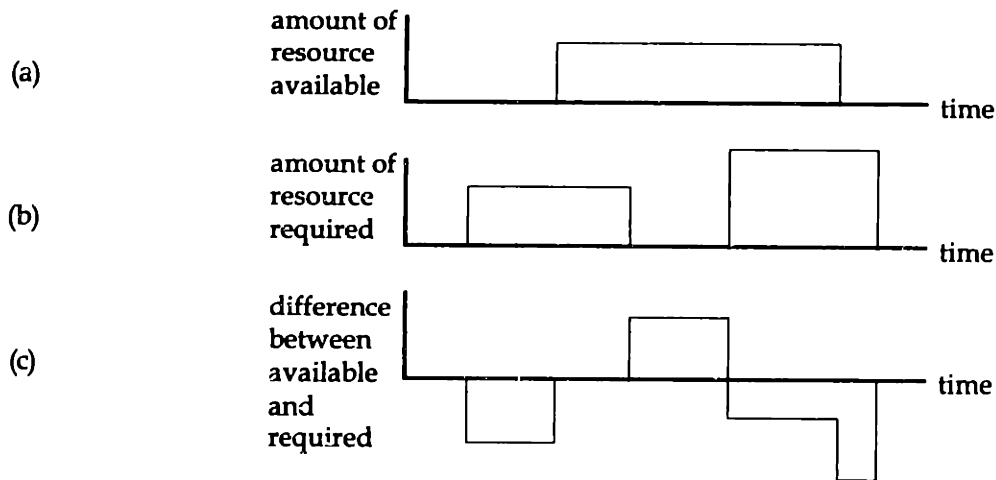 (a)
amount of
resource
available
time
(b)
amount of
resource
required
time
(c)
difference
between
available
and
required
time